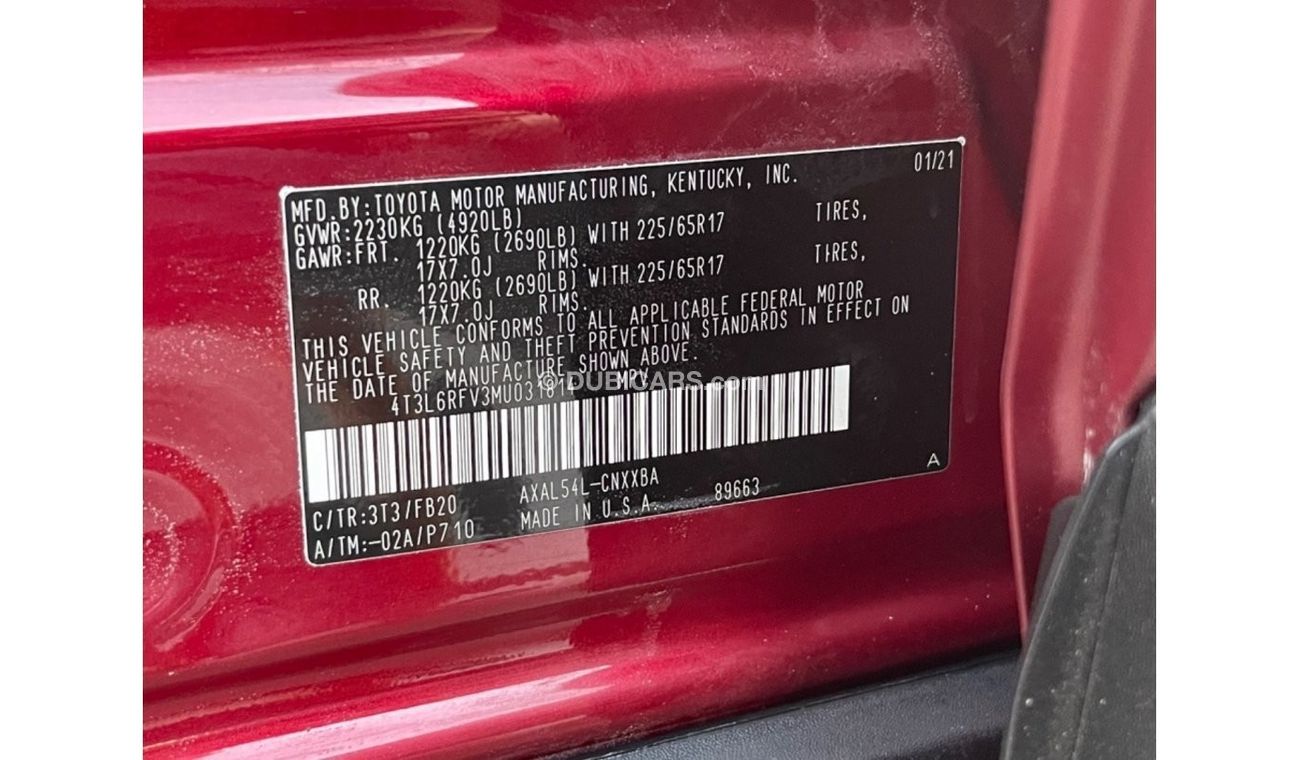 01/21
MFD.BY:TOYOTA MOTOR MANUFACTURING, KENTUCKY, INC.
GVWR:2230KG (4920LB)
GAWR:FRT. 1220KG (2690LB) WITH 225/65R17 TIRES,
17X7.0J RIMS.
RR. 1220KG (2690LB) WITH 225/65R17 TIRES,
17X7.0J RIMS.
THIS VEHICLE CONFORMS TO ALL APPLICABLE FEDERAL MOTOR
VEHICLE SAFETY AND THEFT PREVENTION STANDARDS IN EFFECT ON
THE DATE OF MANUFACTURE SHOWN ABOVE.
MPV
© DUBICARS.com
C/TR:3T3/FB20 AXAL54L-CNXXBA 89663 A
A/TM:-02A/P710 MADE IN U.S.A.